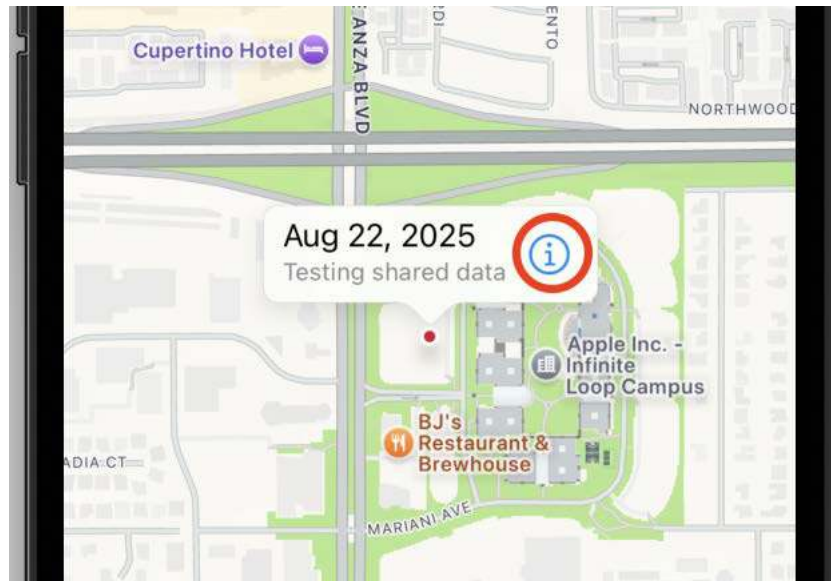 Cupertino Hotel
ANZA BLVD
NORTHWOOD
Aug 22, 2025
Testing shared data
Apple Inc. -
Infinite
Loop Campus
BJ's
Restaurant &
Brewhouse
ADIA CT
MARIANI AVE